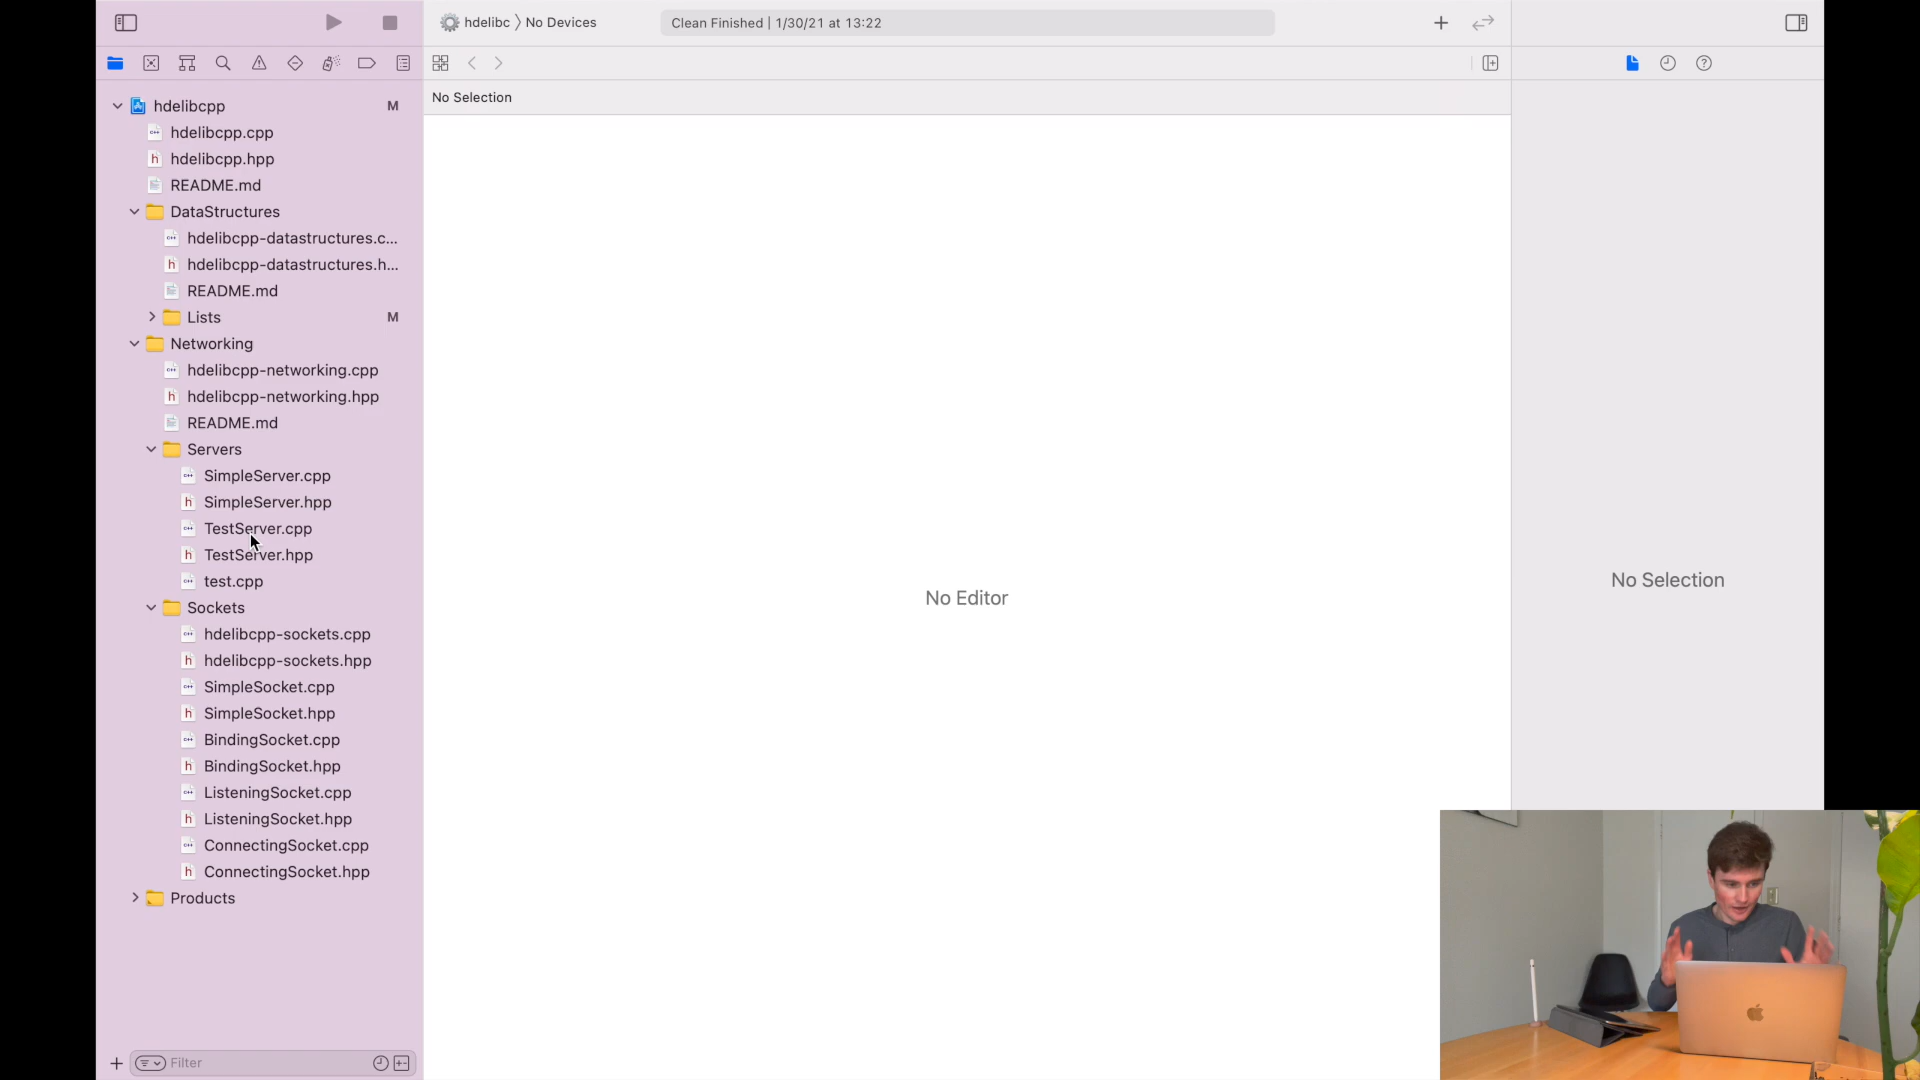 hdelibc 〉 No Devices
Clean Finished | 1/30/21 at 13:22
No Selection
hdelibcpp M
hdelibcpp.cpp
hdelibcpp.hpp
README.md
DataStructures
hdelibcpp-datastructures.c...
hdelibcpp-datastructures.h...
README.md
Lists M
Networking
hdelibcpp-networking.cpp
hdelibcpp-networking.hpp
README.md
Servers
SimpleServer.cpp
SimpleServer.hpp
TestServer.cpp
TestServer.hpp
test.cpp
Sockets
hdelibcpp-sockets.cpp
hdelibcpp-sockets.hpp
SimpleSocket.cpp
SimpleSocket.hpp
BindingSocket.cpp
BindingSocket.hpp
ListeningSocket.cpp
ListeningSocket.hpp
ConnectingSocket.cpp
ConnectingSocket.hpp
Products
Filter
No Editor
No Selection